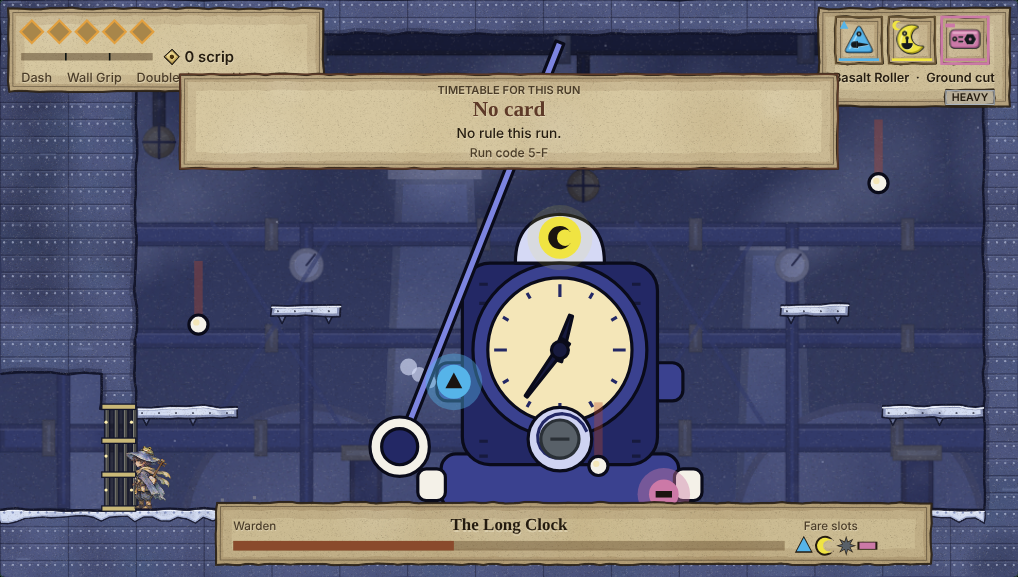 0 scrip
Dash Wall Grip Double
Basalt Roller · Ground cut
HEAVY
TIMETABLE FOR THIS RUN
No card
No rule this run.
Run code 5-F
Warden
The Long Clock
Fare slots